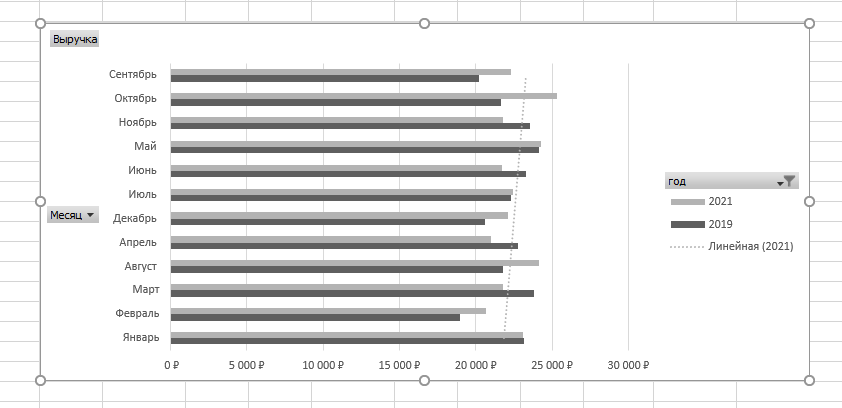 Выручка
Сентябрь
Октябрь
Ноябрь
Май
Июнь
Июль
Месяц
Декабрь
Апрель
Август
Март
Февраль
Январь
0 ₽ 5 000 ₽ 10 000 ₽ 15 000 ₽ 20 000 ₽ 25 000 ₽ 30 000 ₽
год
2021
2019
Линейная (2021)